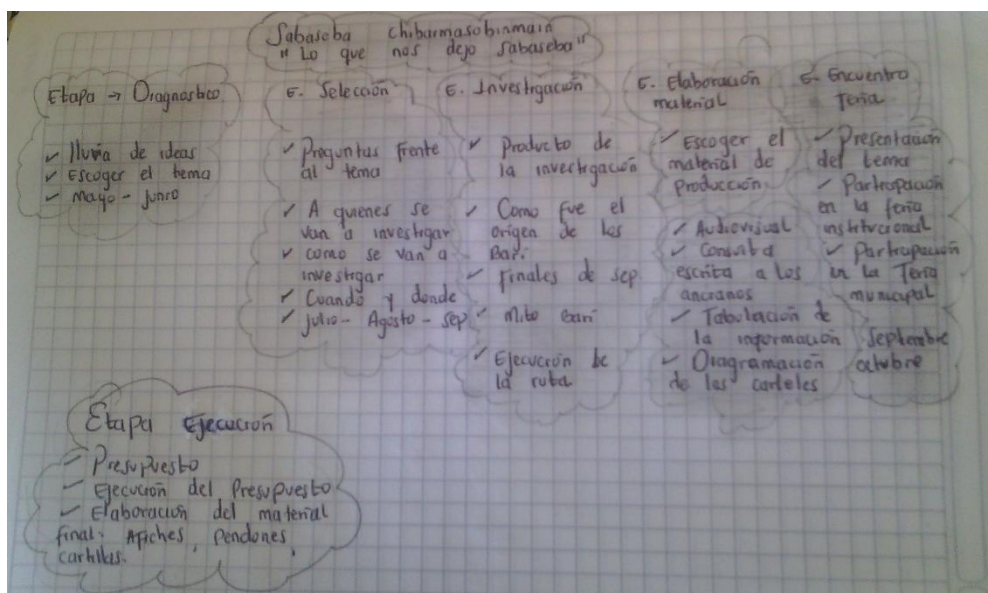 Sabaseba chibarmasobinmain
"Lo que nos dejo Sabaseba"
Etapa → Diagnostico
✓ lluvia de ideas
✓ Escoger el tema
✓ Mayo - Junio
E. Selección
✓ Preguntas frente
al tema
✓ A quienes se
van a investigar
✓ como se van a
investigar
✓ Cuando y donde
✓ Julio - Agosto - sep
E. Investigación
✓ Producto de
la investigación
✓ Como fue el
origen de los
Bari.
✓ Finales de sep
✓ Mito Bari
✓ Ejecución de
la ruta
E. Elaboración
material
✓ Escoger el
material de
Producción.
✓ Audiovisual
✓ Consulta
escrita a los
ancianos
✓ Tabulación de
la información
✓ Diagramación
de los carteles
E. Encuentro
Feria
✓ Presentación
del tema
✓ Participación
en la feria
institucional
✓ Participación
en la Feria
municipal
Septiembre
octubre
Etapa Ejecución
✓ Presupuesto
✓ Ejecución del Presupuesto
✓ Elaboración del material
final: Afiches, pendones,
cartillas.